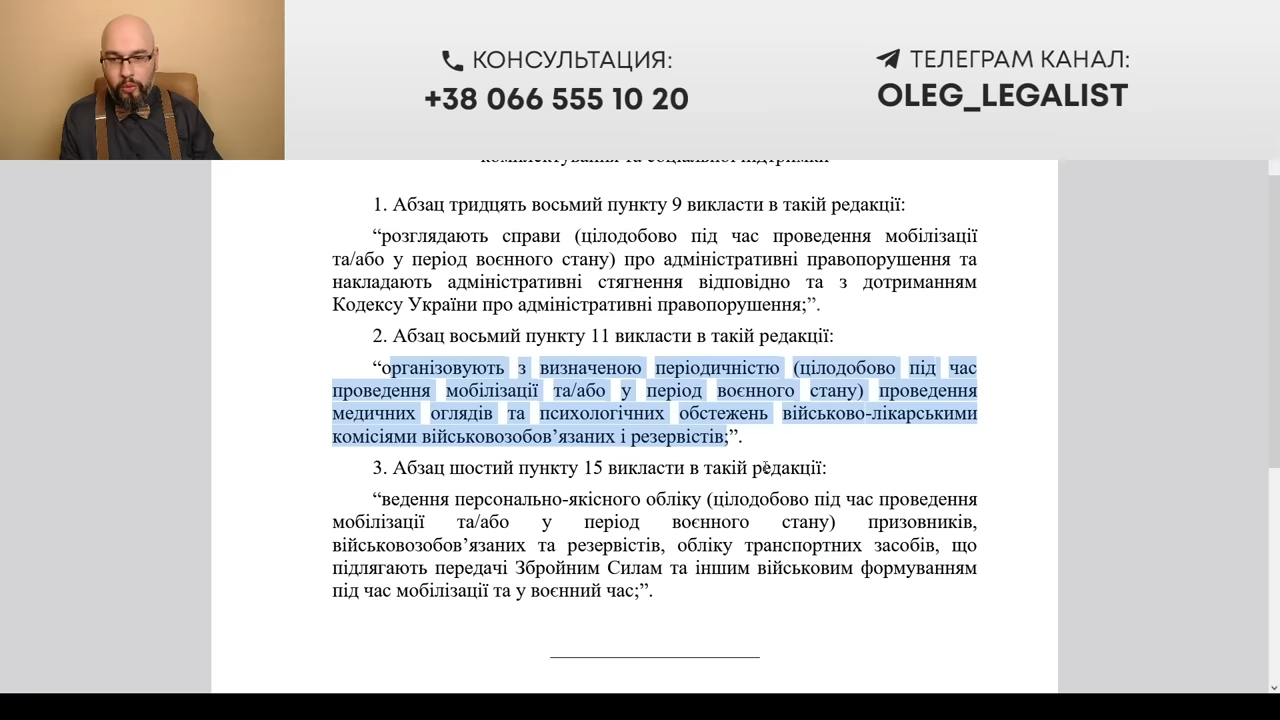 КОНСУЛЬТАЦИЯ:
+38 066 555 10 20
ТЕЛЕГРАМ КАНАЛ:
OLEG_LEGALIST
комплектування та соціальної підтримки
1. Абзац тридцять восьмий пункту 9 викласти в такій редакції:
“розглядають справи (цілодобово під час проведення мобілізації
та/або у період воєнного стану) про адміністративні правопорушення та
накладають адміністративні стягнення відповідно та з дотриманням
Кодексу України про адміністративні правопорушення;”.
2. Абзац восьмий пункту 11 викласти в такій редакції:
“організовують з визначеною періодичністю (цілодобово під час
проведення мобілізації та/або у період воєнного стану) проведення
медичних оглядів та психологічних обстежень військово-лікарськими
комісіями військовозобов’язаних і резервістів;”.
3. Абзац шостий пункту 15 викласти в такій редакції:
“ведення персонально-якісного обліку (цілодобово під час проведення
мобілізації та/або у період воєнного стану) призовників,
військовозобов’язаних та резервістів, обліку транспортних засобів, що
підлягають передачі Збройним Силам та іншим військовим формуванням
під час мобілізації та у воєнний час;”.